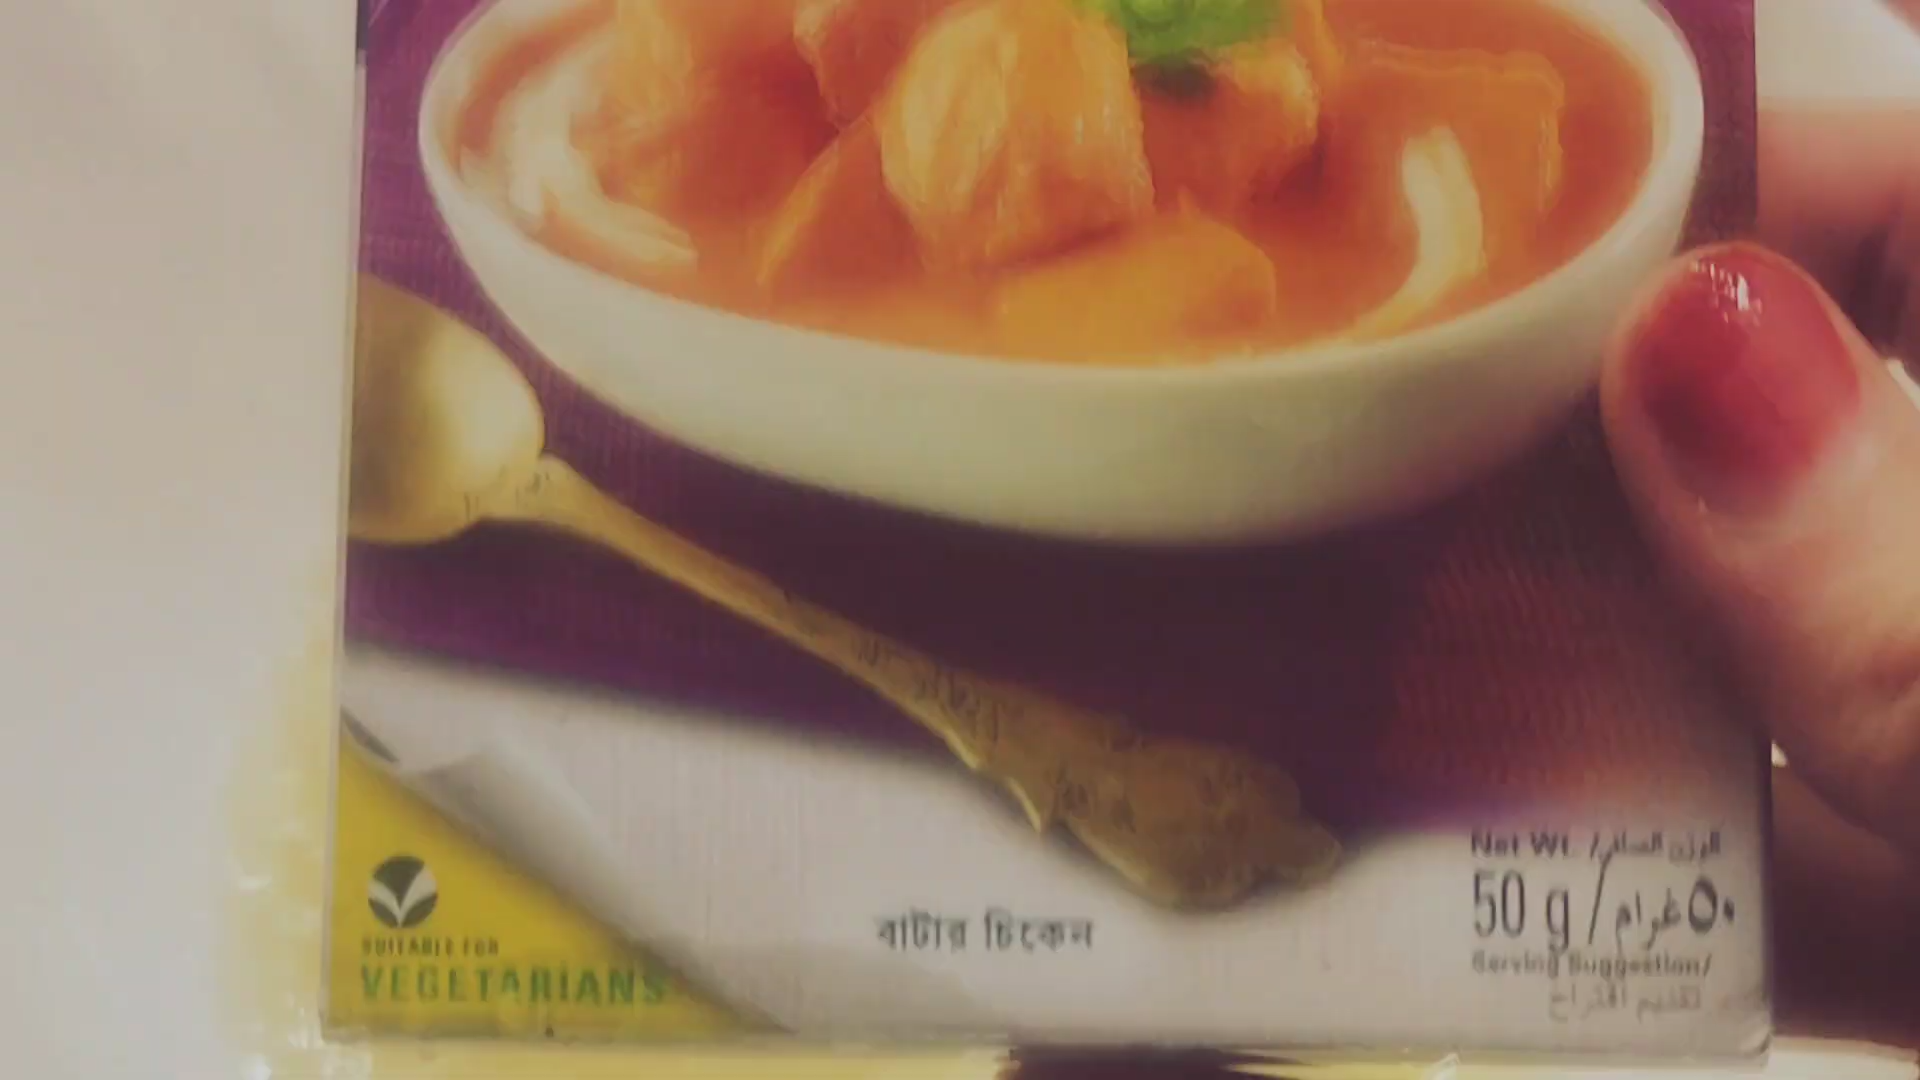 SUITABLE FOR
VEGETARIANS
বাটার চিকেন
Net Wt. / الوزن الصافي
50 g / ٥٠ غرام
Serving Suggestion/
تقديم اقتراح